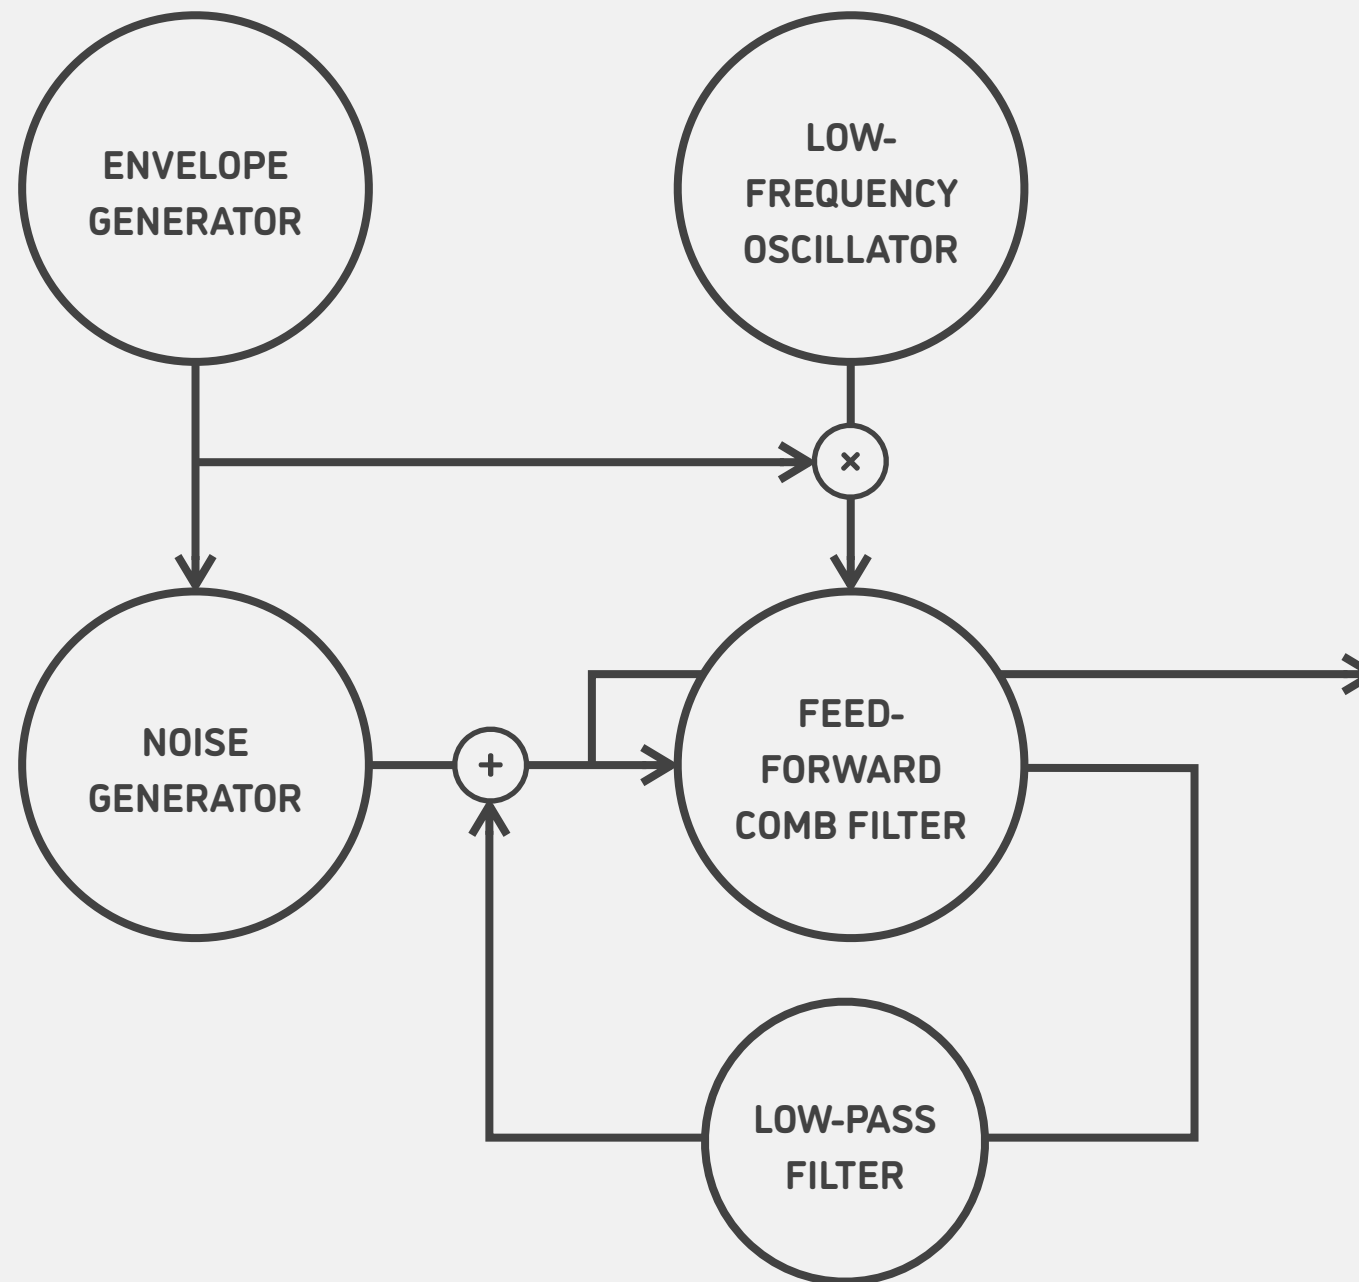 ENVELOPE
GENERATOR
LOW-
FREQUENCY
OSCILLATOR
×
NOISE
GENERATOR
+
FEED-
FORWARD
COMB FILTER
LOW-PASS
FILTER